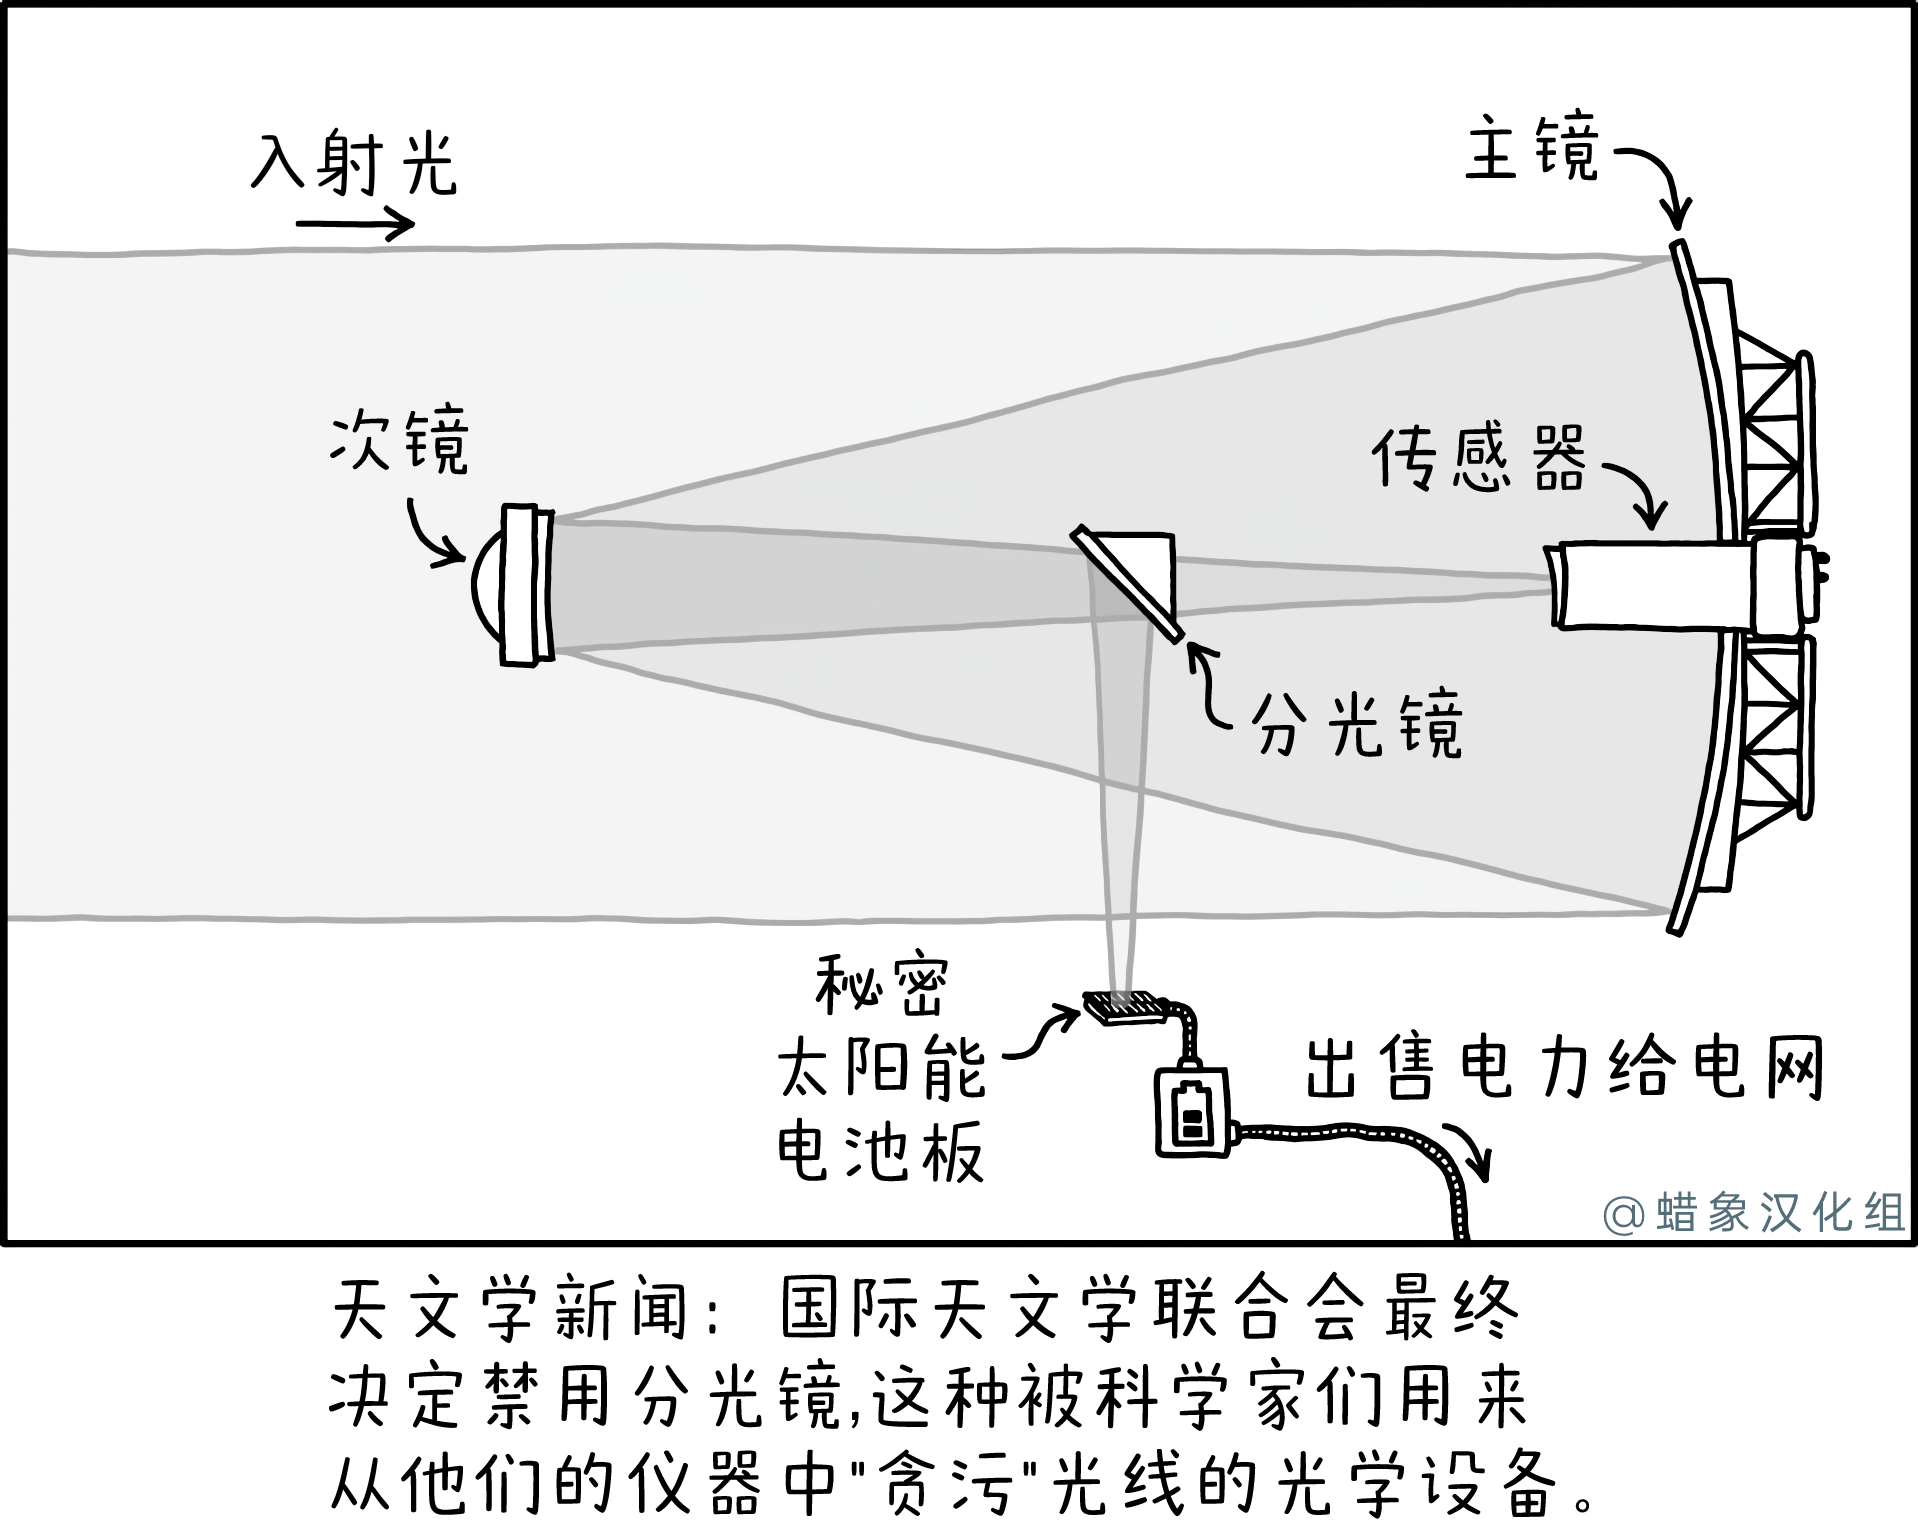 入射光
主镜
次镜
传感器
分光镜
秘密
太阳能
电池板
出售电力给电网
@蜡象汉化组
天文学新闻：国际天文学联合会最终
决定禁用分光镜,这种被科学家们用来
从他们的仪器中"贪污"光线的光学设备。